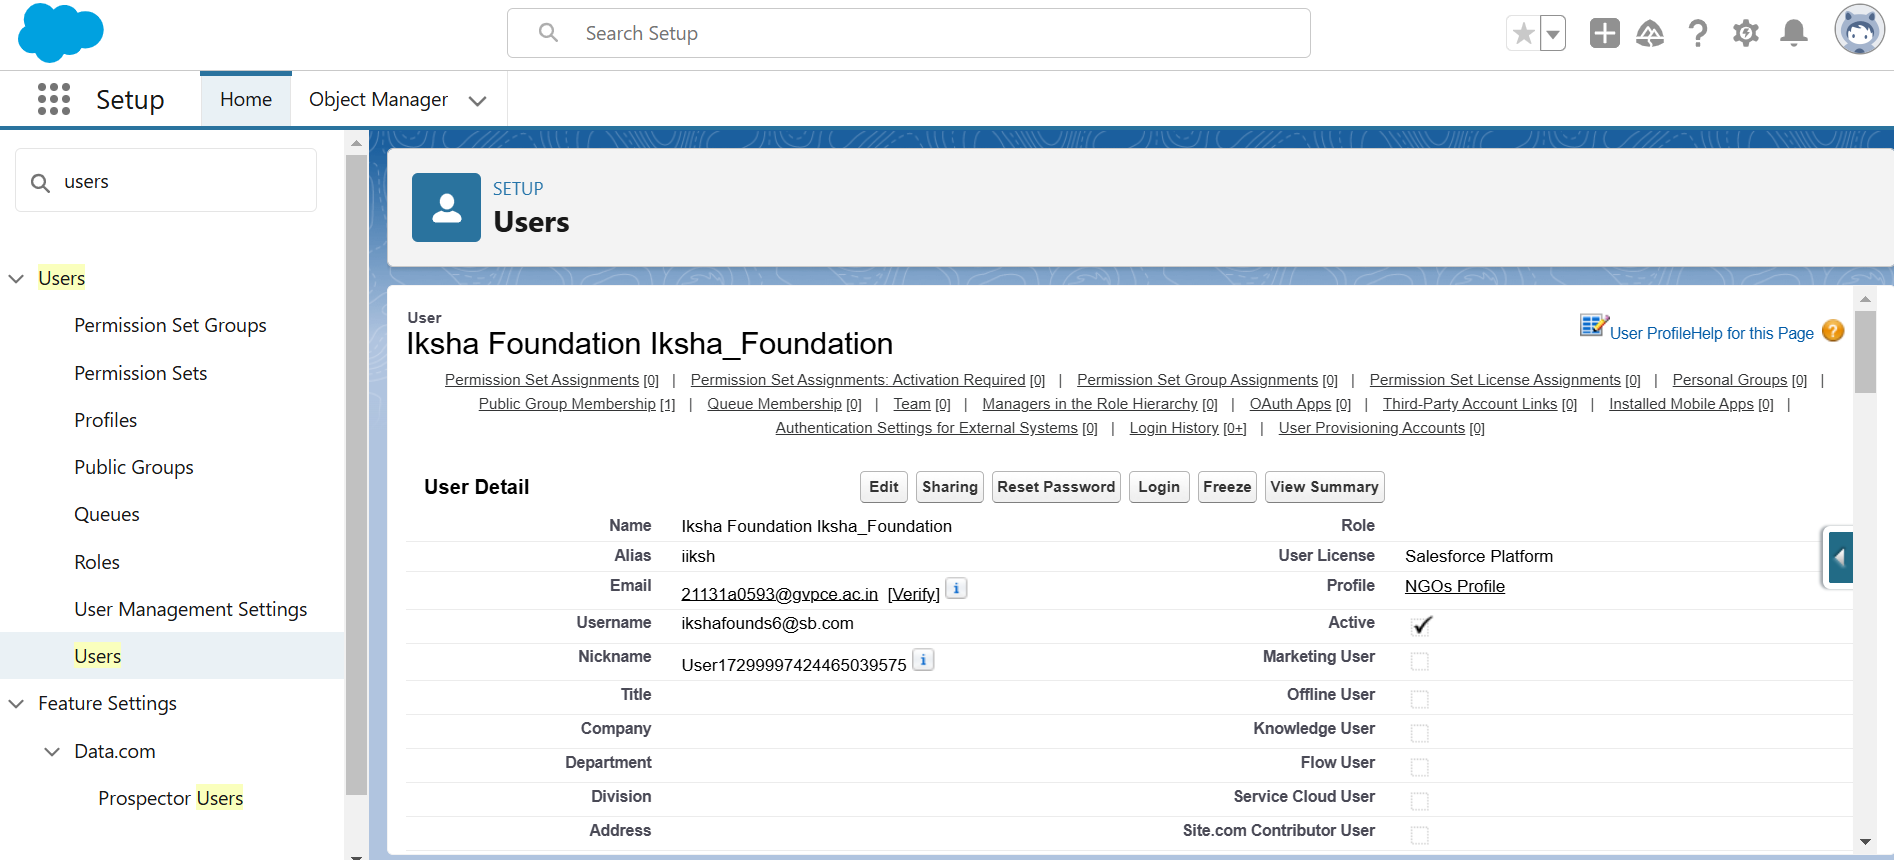 Search Setup
Setup
Home
Object Manager
users
Users
Permission Set Groups
Permission Sets
Profiles
Public Groups
Queues
Roles
User Management Settings
Users
Feature Settings
Data.com
Prospector Users
SETUP
Users
User
Iksha Foundation Iksha_Foundation
User ProfileHelp for this Page ?
Permission Set Assignments [0] | Permission Set Assignments: Activation Required [0] | Permission Set Group Assignments [0] | Permission Set License Assignments [0] | Personal Groups [0] |
Public Group Membership [1] | Queue Membership [0] | Team [0] | Managers in the Role Hierarchy [0] | OAuth Apps [0] | Third-Party Account Links [0] | Installed Mobile Apps [0] |
Authentication Settings for External Systems [0] | Login History [0+] | User Provisioning Accounts [0]
User Detail
Edit Sharing Reset Password Login Freeze View Summary
Name Iksha Foundation Iksha_Foundation Role
Alias iiksh User License Salesforce Platform
Email 21131a0593@gvpce.ac.in [Verify] i Profile NGOs Profile
Username ikshafounds6@sb.com Active
Nickname User17299997424465039575 i Marketing User
Title Offline User
Company Knowledge User
Department Flow User
Division Service Cloud User
Address Site.com Contributor User